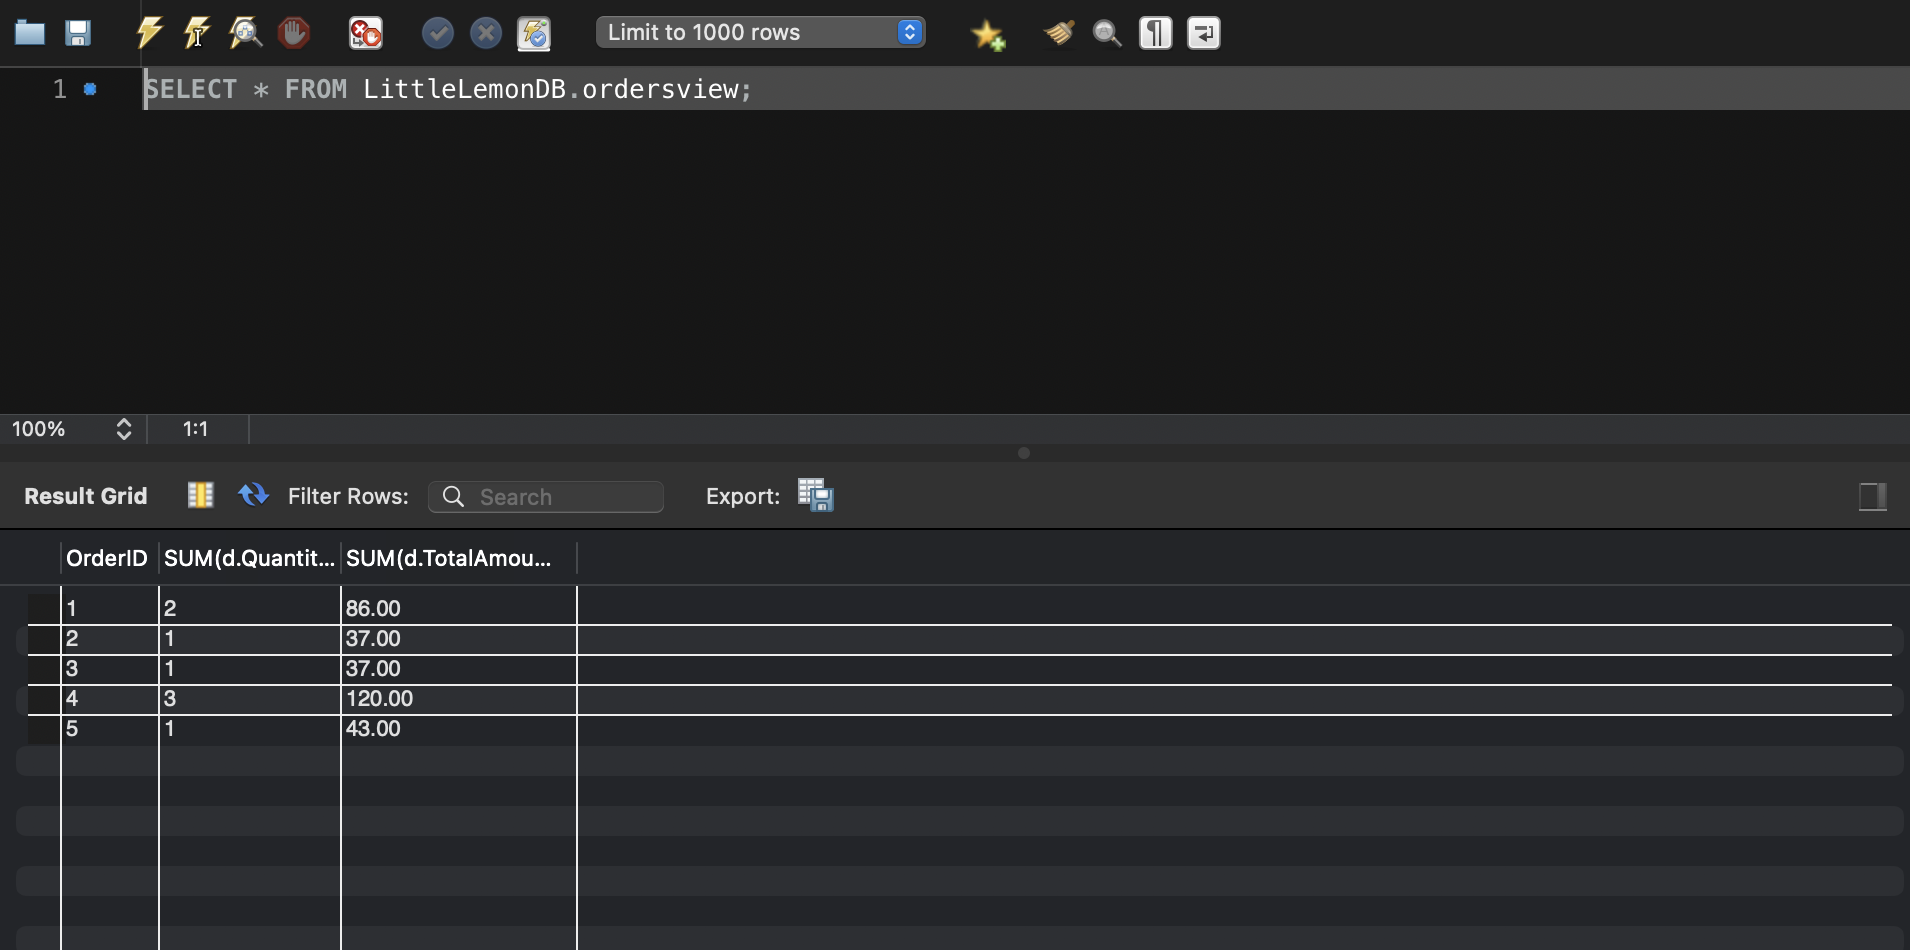 Limit to 1000 rows
1 SELECT * FROM LittleLemonDB.ordersview;
100% 1:1
Result Grid Filter Rows: Search Export:
OrderID SUM(d.Quantit... SUM(d.TotalAmou...
1 2 86.00
2 1 37.00
3 1 37.00
4 3 120.00
5 1 43.00